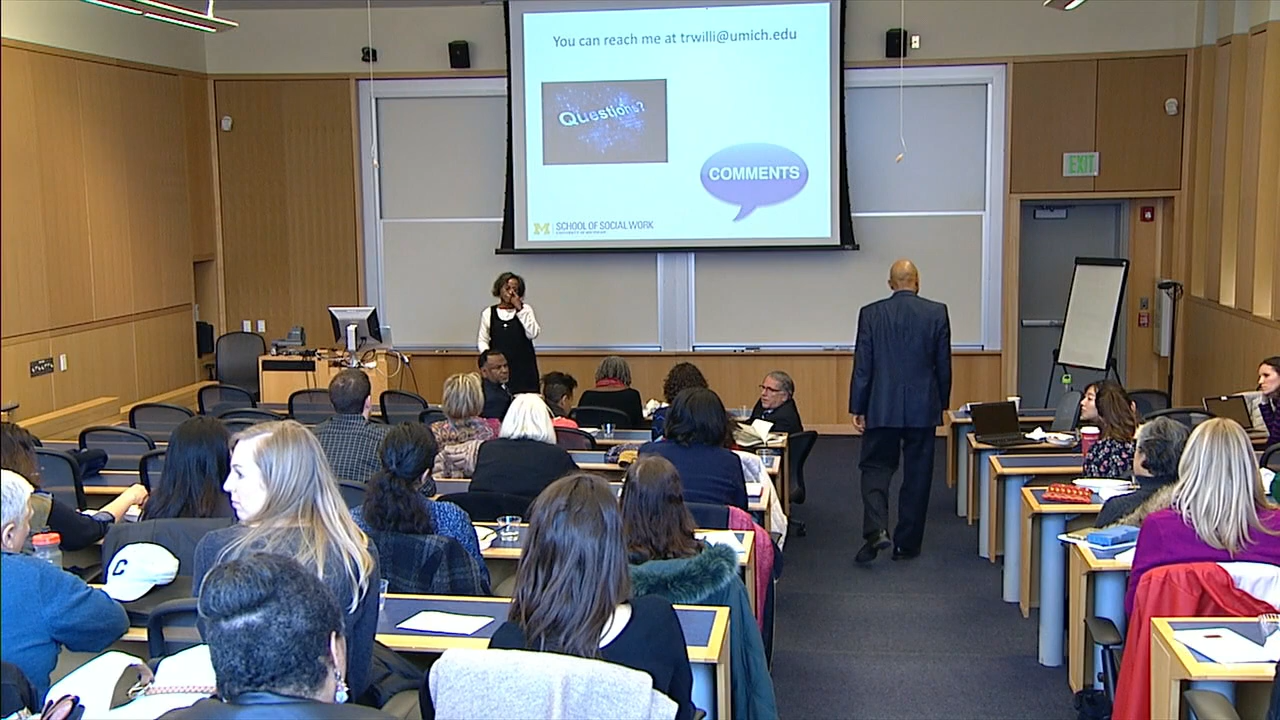 You can reach me at trwilli@umich.edu
Questions?
COMMENTS
M SCHOOL OF SOCIAL WORK
EXIT
C